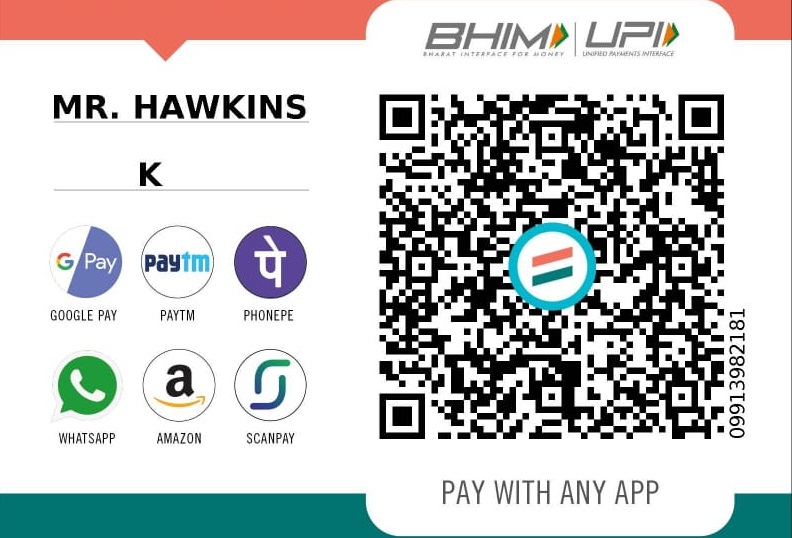 BHIM UPI
BHARAT INTERFACE FOR MONEY UNIFIED PAYMENTS INTERFACE
MR. HAWKINS
K
G Pay paytm पे
GOOGLE PAY PAYTM PHONEPE
a
WHATSAPP AMAZON SCANPAY
09913982181
PAY WITH ANY APP